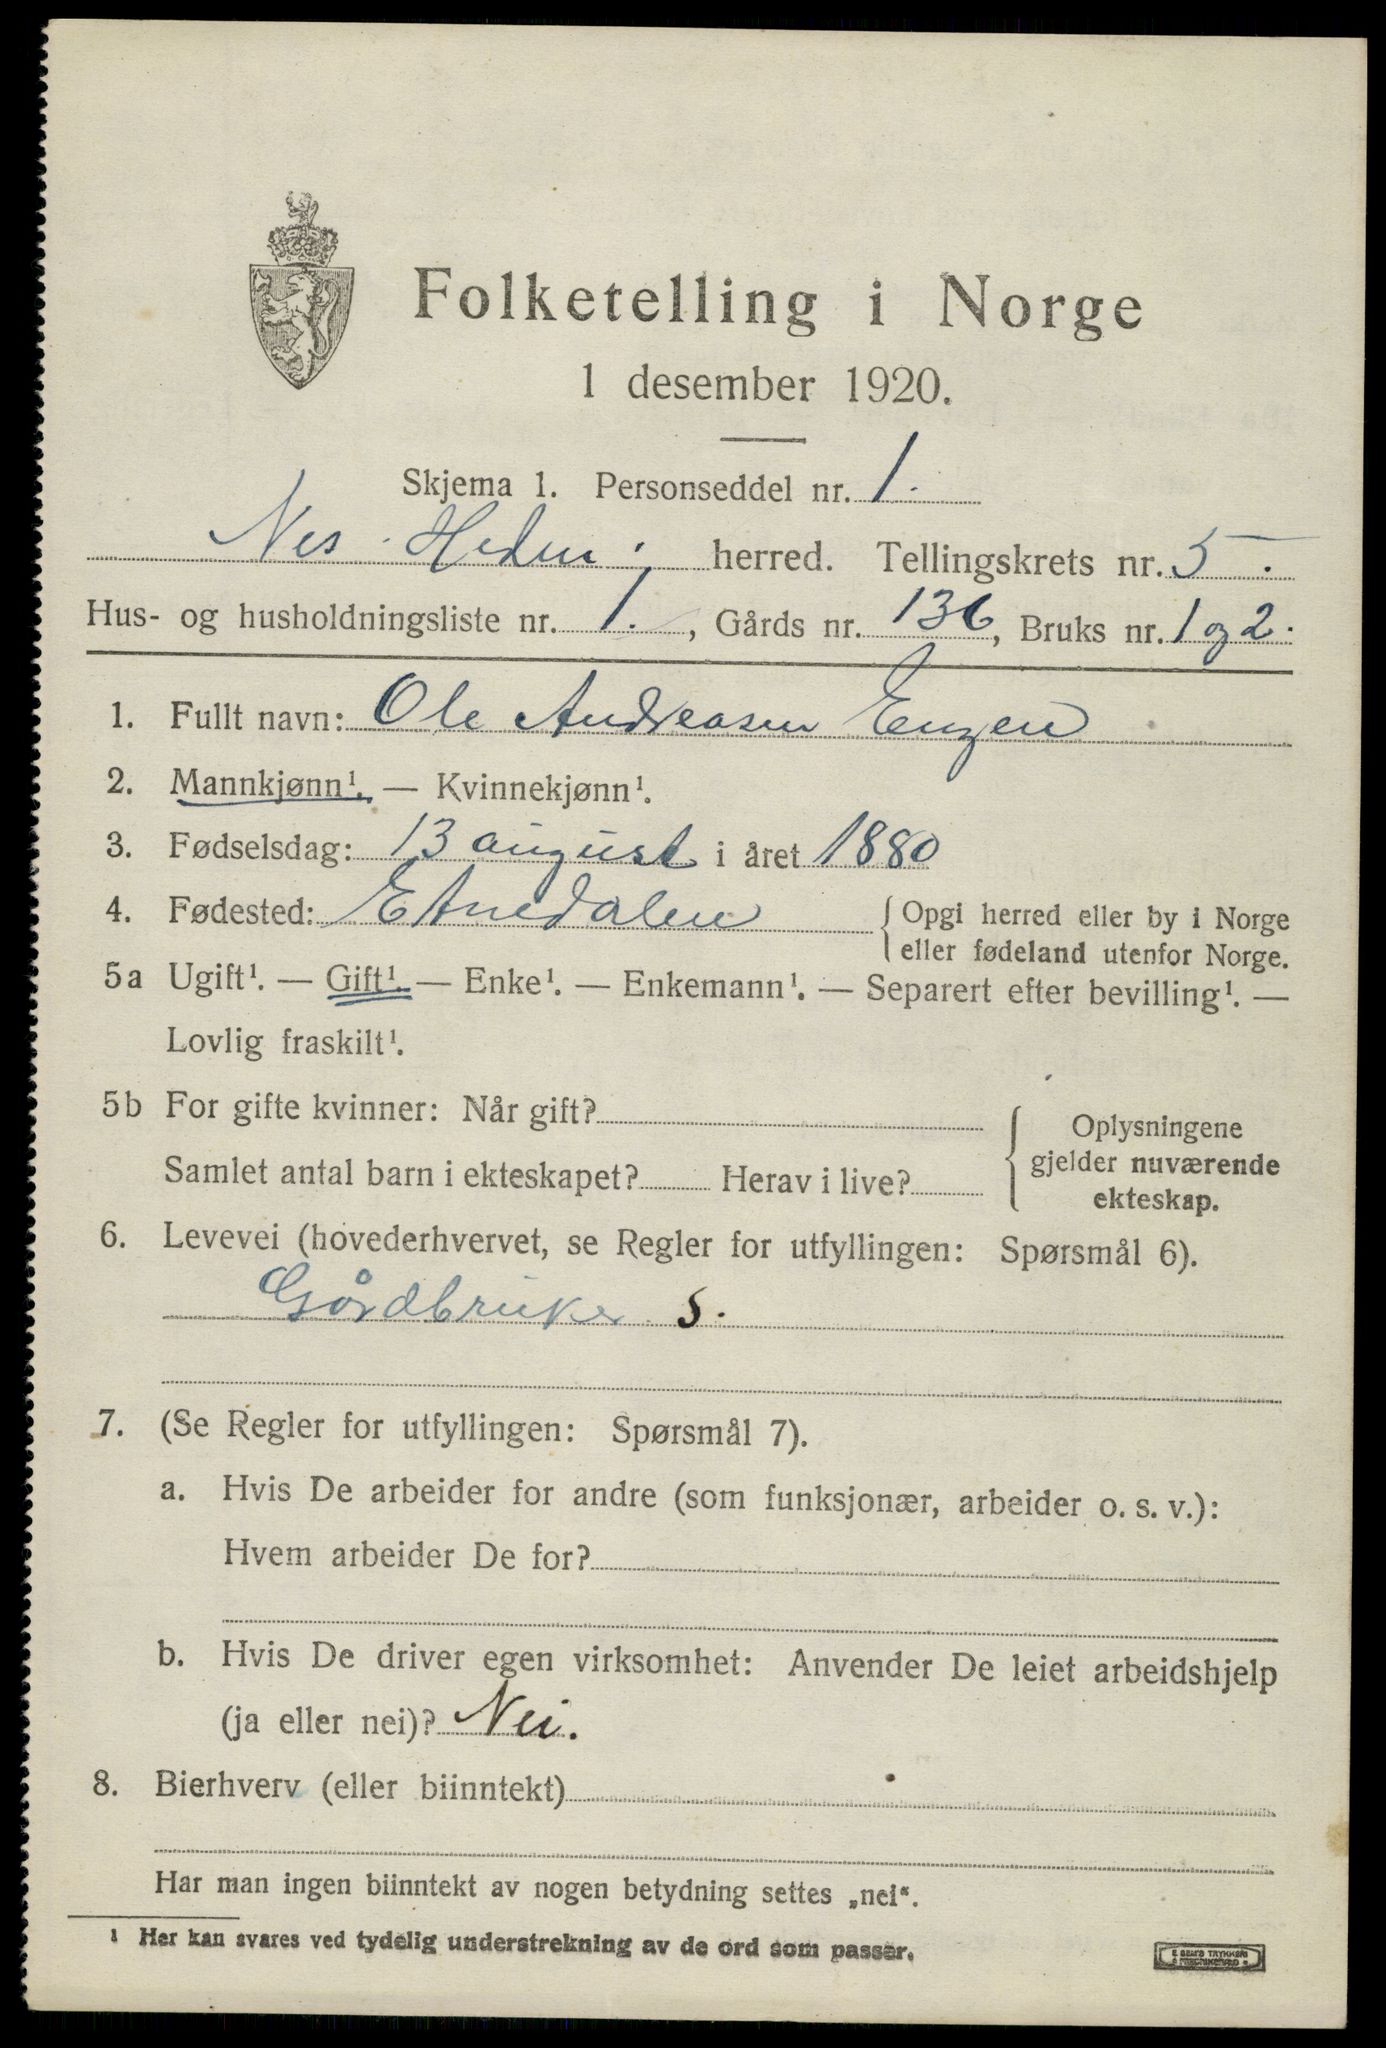 Folketelling i Norge
1 desember 1920.
Skjema 1. Personseddel nr. 1.
Nes. Hedm. herred. Tellingskrets nr. 5.
Hus- og husholdningsliste nr. 1., Gårds nr. 136, Bruks nr. 1 og 2.
1. Fullt navn: Ole Andreasen Engen
2. Mannkjønn¹. — Kvinnekjønn¹.
3. Fødselsdag: 13 august i året 1880
4. Fødested: Etnedalen { Opgi herred eller by i Norge
eller fødeland utenfor Norge.
5a Ugift¹. — Gift¹. — Enke¹. — Enkemann¹. — Separert efter bevilling¹. —
Lovlig fraskilt¹.
5b For gifte kvinner: Når gift? { Oplysningene
gjelder nuværende
Samlet antal barn i ekteskapet? Herav i live?
ekteskap.
6. Levevei (hovederhvervet, se Regler for utfyllingen: Spørsmål 6).
Gårdbruker s.
7. (Se Regler for utfyllingen: Spørsmål 7).
a. Hvis De arbeider for andre (som funksjonær, arbeider o. s. v.):
Hvem arbeider De for?
b. Hvis De driver egen virksomhet: Anvender De leiet arbeidshjelp
(ja eller nei)? Nei.
8. Bierhverv (eller biinntekt)
Har man ingen biinntekt av nogen betydning settes „nei“.
¹ Her kan svares ved tydelig understrekning av de ord som passer.